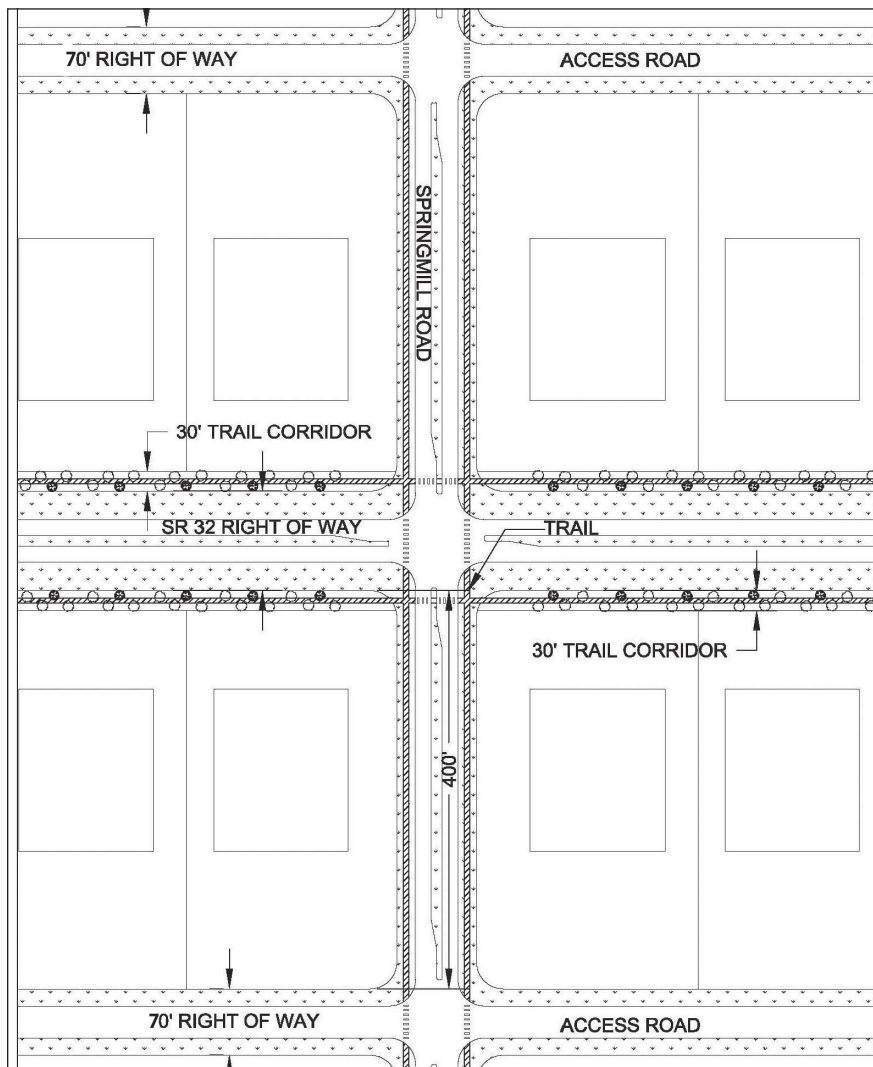 70' RIGHT OF WAY
ACCESS ROAD
SPRINGMILL ROAD
30' TRAIL CORRIDOR
SR 32 RIGHT OF WAY
TRAIL
30' TRAIL CORRIDOR
400'
70' RIGHT OF WAY
ACCESS ROAD